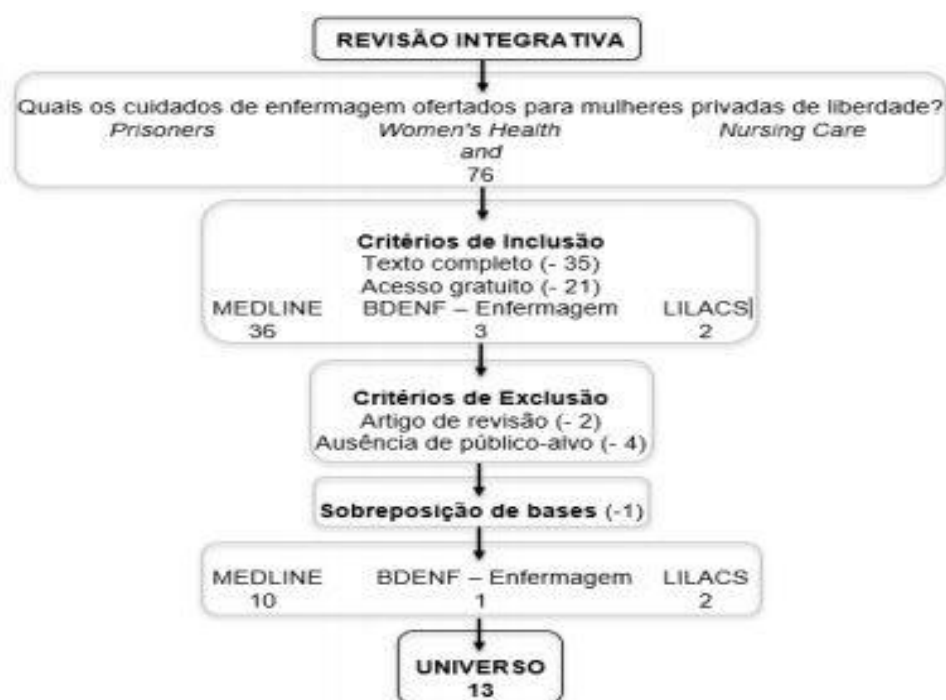 REVISÃO INTEGRATIVA
Quais os cuidados de enfermagem ofertados para mulheres privadas de liberdade?
Prisoners Women's Health Nursing Care
and
76
Critérios de Inclusão
Texto completo (- 35)
Acesso gratuito (- 21)
MEDLINE BDENF – Enfermagem LILACS
36 3 2
Critérios de Exclusão
Artigo de revisão (- 2)
Ausência de público-alvo (- 4)
Sobreposição de bases (-1)
MEDLINE BDENF – Enfermagem LILACS
10 1 2
UNIVERSO
13